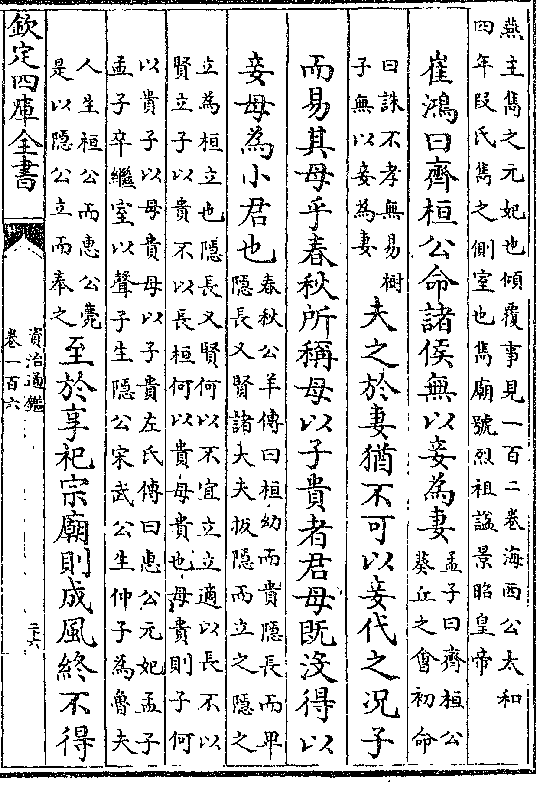 燕主雋之元妃也傾覆事見一百二卷海西公太和
四年段氏雋之側室也雋廟號烈祖諡景昭皇帝
崔鴻曰齊桓公命諸侯無以妾為妻
孟子曰齊桓公
葵丘之會初命
曰誅不孝無易樹
子無以妾為妻
夫之於妻猶不可以妾代之況子
而易其母乎春秋所稱母以子貴者君母既沒得以
妾母為小君也
春秋公羊傳曰桓幼而貴隱長而卑
隱長又賢諸大夫扳隱而立之隱之
立為桓立也隱長又賢何以不宜立立適以長不以
賢立子以貴不以長桓何以貴母貴也母貴則子何
以貴子以母貴母以子貴左氏傳曰惠公元妃孟子
孟子卒繼室以聲子生隱公宋武公生仲子為魯夫
人生桓公而惠公薨
是以隱公立而奉之
至於享祀宗廟則成風終不得
欽定四庫全書
資治通鑑
卷一百六
二六